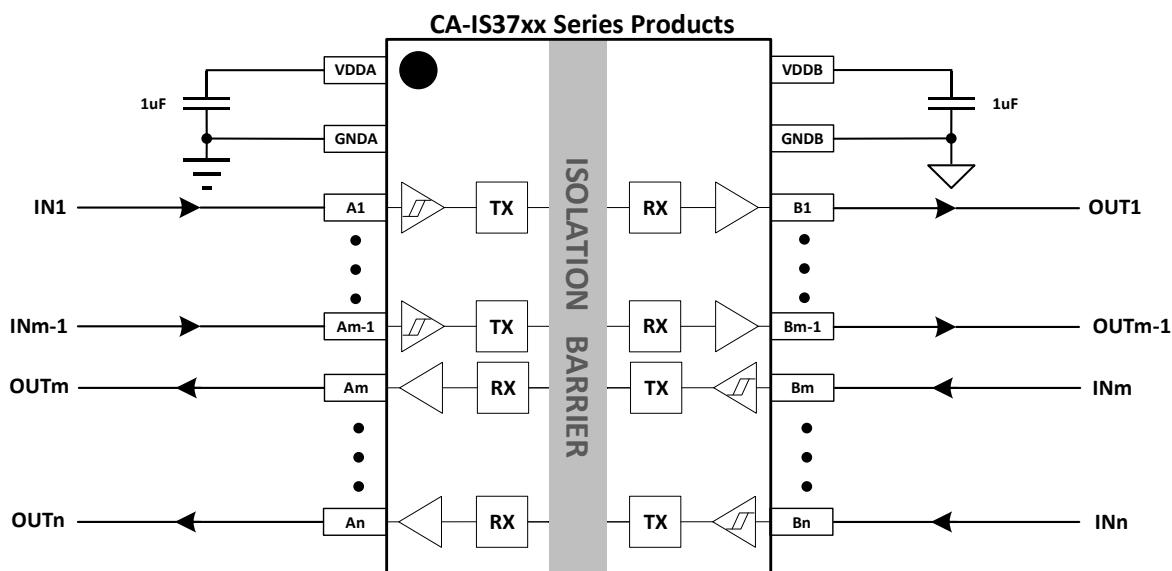 CA-IS37xx Series Products
VDDA
VDDB
1uF
1uF
GNDA
GNDB
ISOLATION BARRIER
IN1
A1
TX
RX
B1
OUT1
INm-1
Am-1
TX
RX
Bm-1
OUTm-1
OUTm
Am
RX
TX
Bm
INm
OUTn
An
RX
TX
Bn
INn